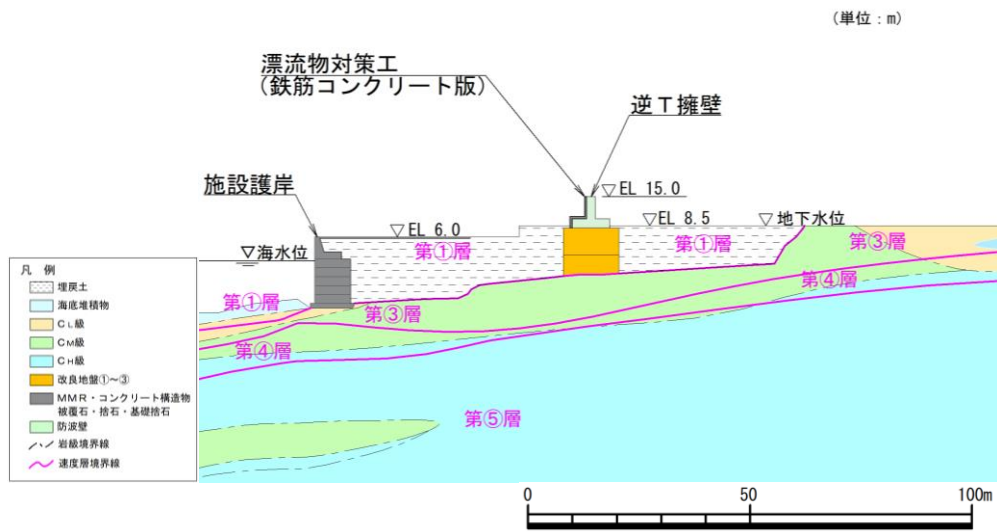 (単位:m)
漂流物対策工
(鉄筋コンクリート版)
逆T擁壁
▽EL 15.0
施設護岸
▽EL 6.0
▽EL 8.5
▽地下水位
▽海水位
第①層
第①層
第③層
第①層
第③層
第④層
第④層
第⑤層
凡 例
埋戻土
海底堆積物
CL級
CM級
CH級
改良地盤①~③
MMR・コンクリート構造物
被覆石・捨石・基礎捨石
防波壁
岩級境界線
速度層境界線
0 50 100m